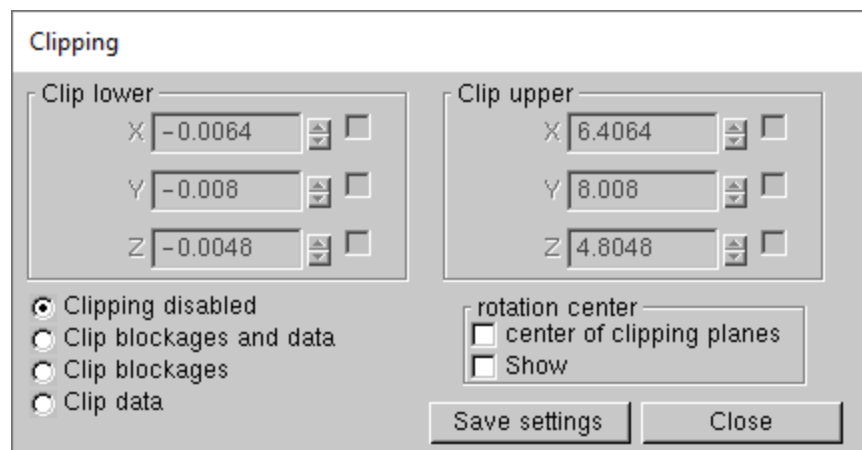 Clipping
Clip lower
X -0.0064
Y -0.008
Z -0.0048
Clip upper
X 6.4064
Y 8.008
Z 4.8048
Clipping disabled
Clip blockages and data
Clip blockages
Clip data
rotation center
center of clipping planes
Show
Save settings
Close